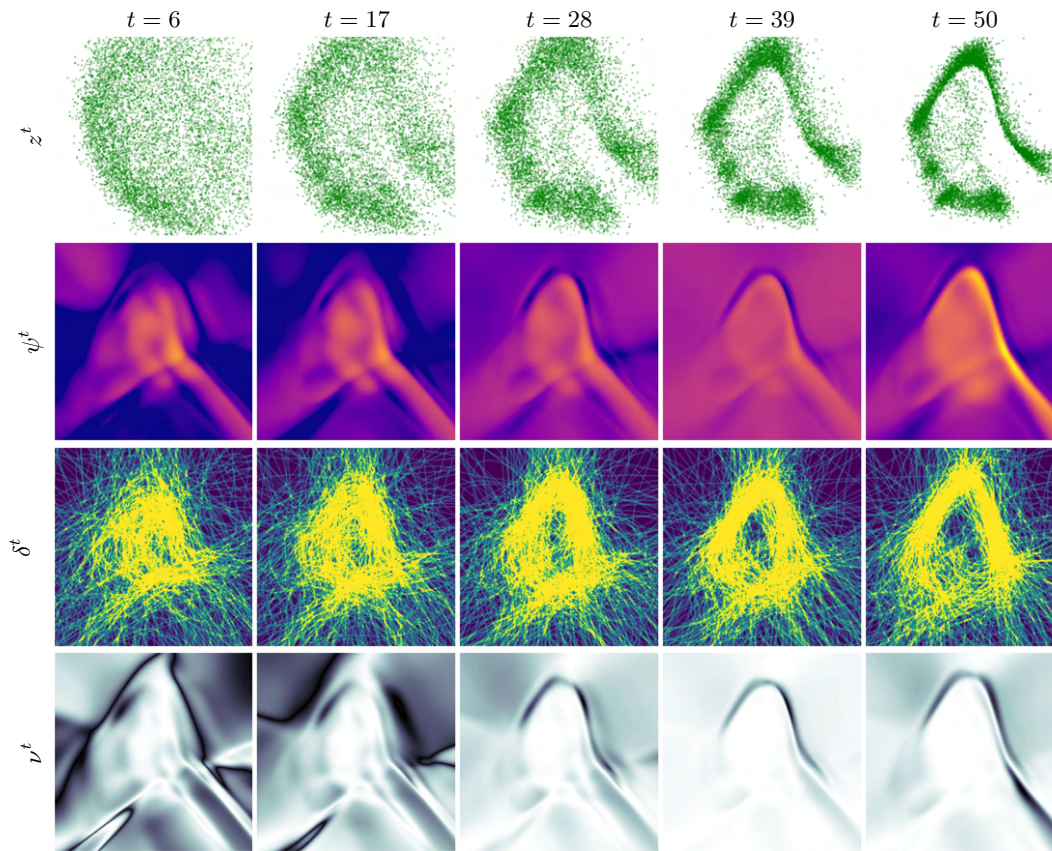 t = 6 t = 17 t = 28 t = 39 t = 50
z^t
ψ^t
δ^t
ν^t